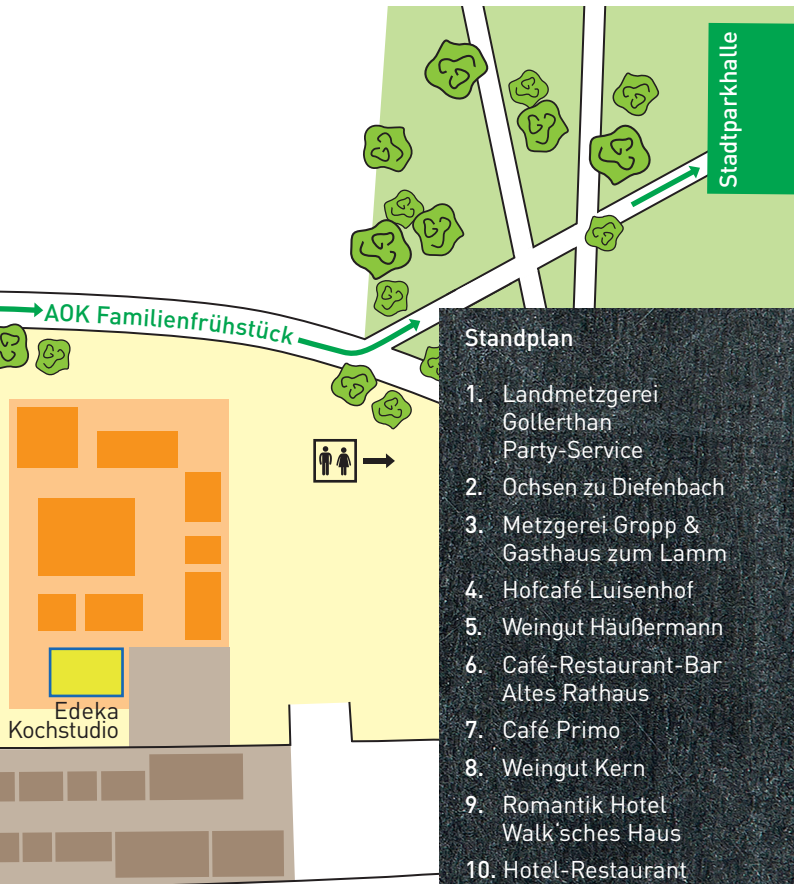 Stadtparkhalle
AOK Familienfrühstück
Edeka
Kochstudio
Standplan
1. Landmetzgerei
Gollerthan
Party-Service
2. Ochsen zu Diefenbach
3. Metzgerei Gropp &
Gasthaus zum Lamm
4. Hofcafé Luisenhof
5. Weingut Häußermann
6. Café-Restaurant-Bar
Altes Rathaus
7. Café Primo
8. Weingut Kern
9. Romantik Hotel
Walk'sches Haus
10. Hotel-Restaurant